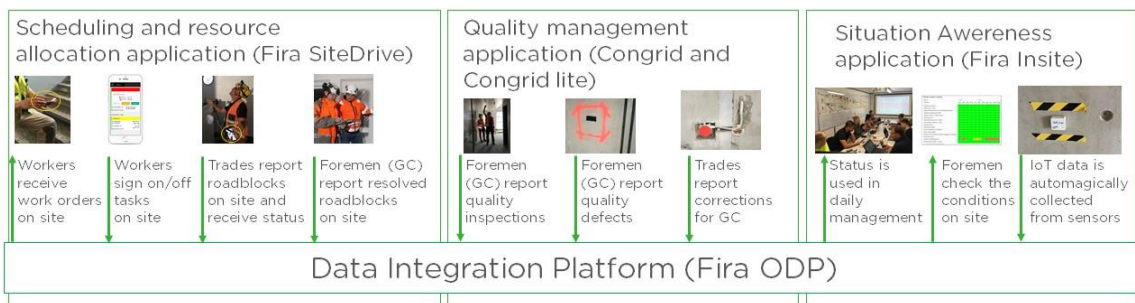 Scheduling and resource
allocation application (Fira SiteDrive)
Workers
receive
work orders
on site
Workers
sign on/off
tasks
on site
Trades report
roadblocks
on site and
receive status
Foremen (GC)
report resolved
roadblocks
on site
Quality management
application (Congrid and
Congrid lite)
Foremen
(GC) report
quality
inspections
Foremen
(GC) report
quality
defects
Trades
report
corrections
for GC
Situation Awereness
application (Fira Insite)
Status is
used in
daily
management
Foremen
check the
conditions
on site
IoT data is
automagically
collected
from sensors
Data Integration Platform (Fira ODP)